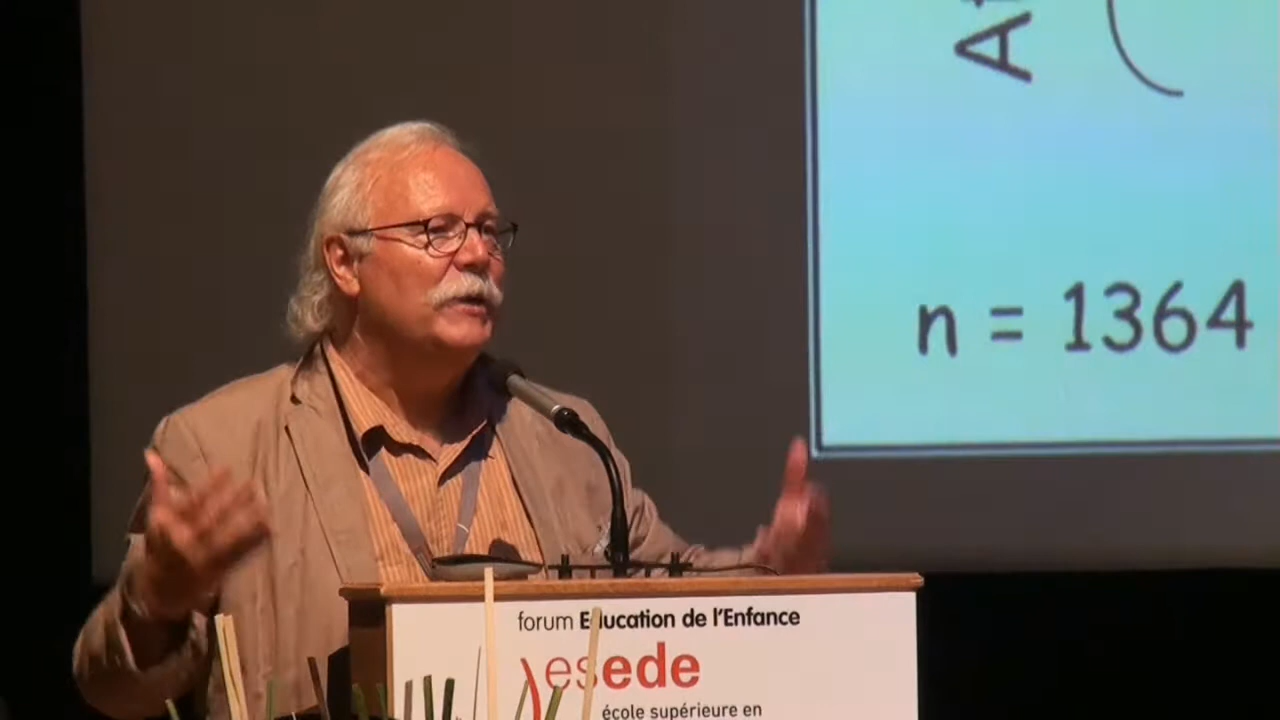 n = 1364
forum Education de l'Enfance
esede
école supérieure en